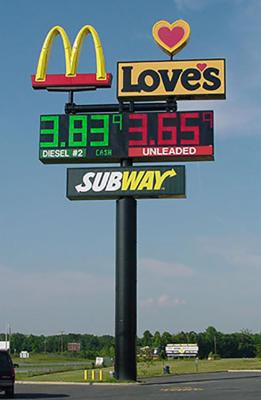 Love's
3.83⁹ 3.65⁹
DIESEL #2 CASH UNLEADED
SUBWAY